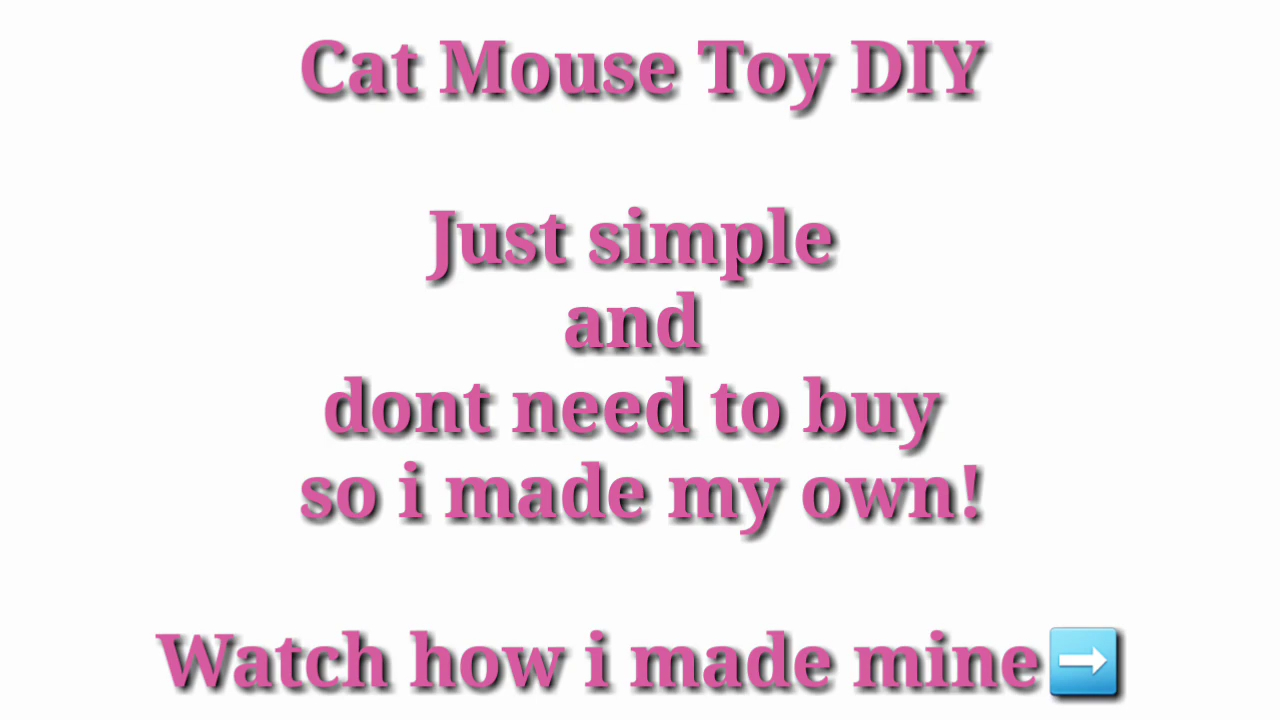 Cat Mouse Toy DIY
Just simple
and
dont need to buy
so i made my own!
Watch how i made mine➡️